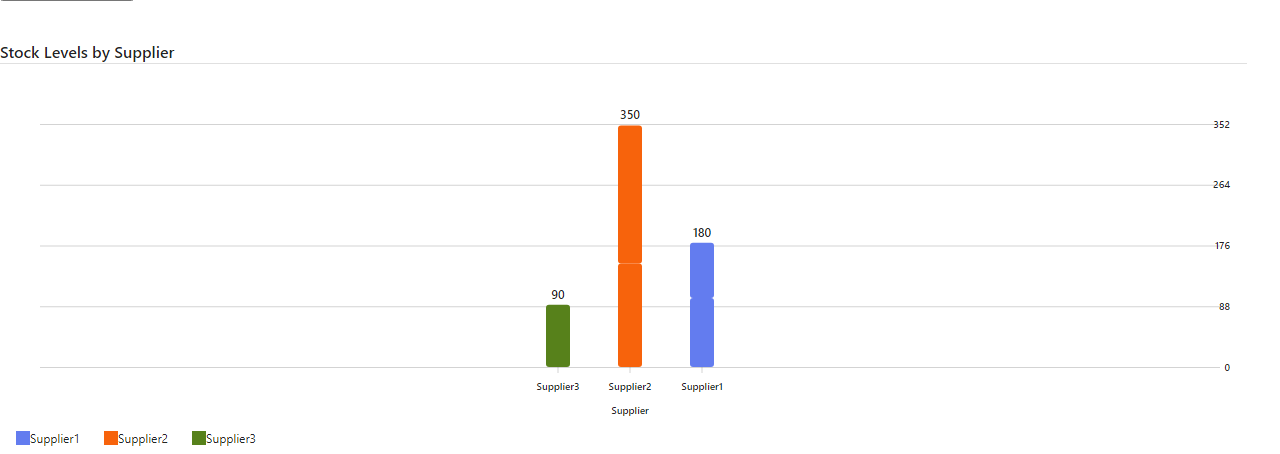 Stock Levels by Supplier
350
352
264
180
176
90
88
0
Supplier3 Supplier2 Supplier1
Supplier
Supplier1 Supplier2 Supplier3